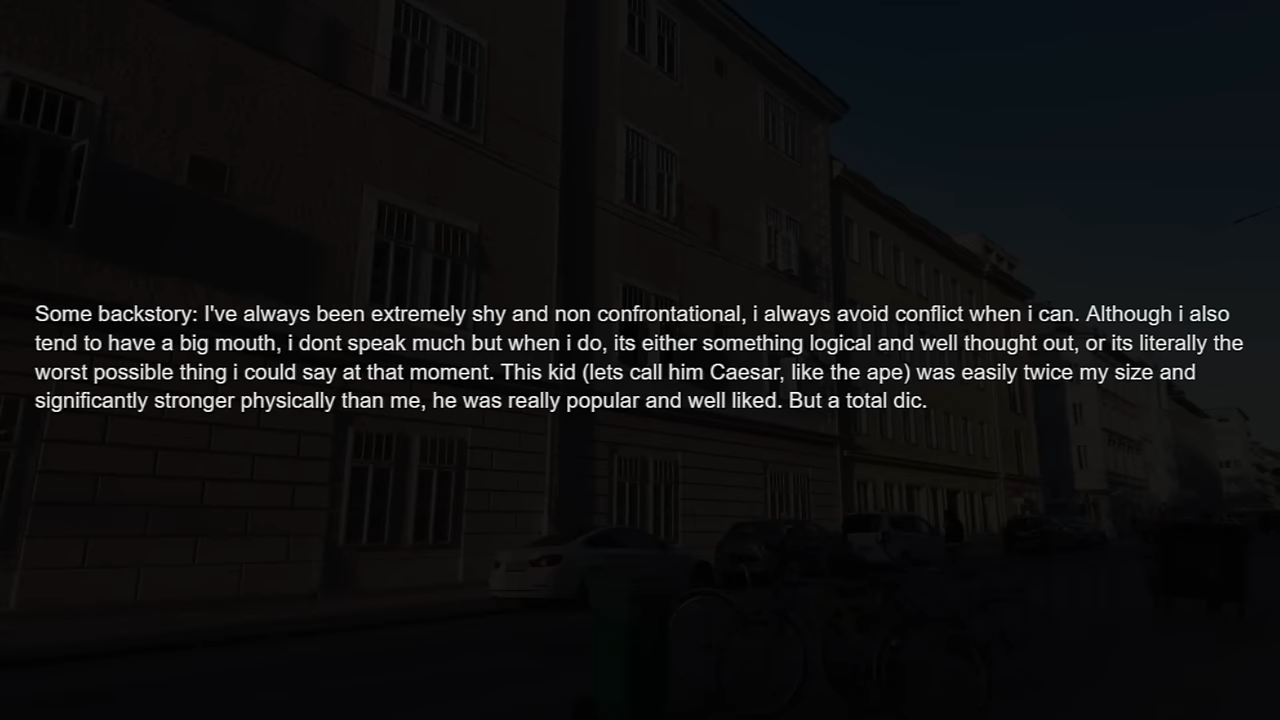 Some backstory: I've always been extremely shy and non confrontational, i always avoid conflict when i can. Although i also
tend to have a big mouth, i dont speak much but when i do, its either something logical and well thought out, or its literally the
worst possible thing i could say at that moment. This kid (lets call him Caesar, like the ape) was easily twice my size and
significantly stronger physically than me, he was really popular and well liked. But a total dic.